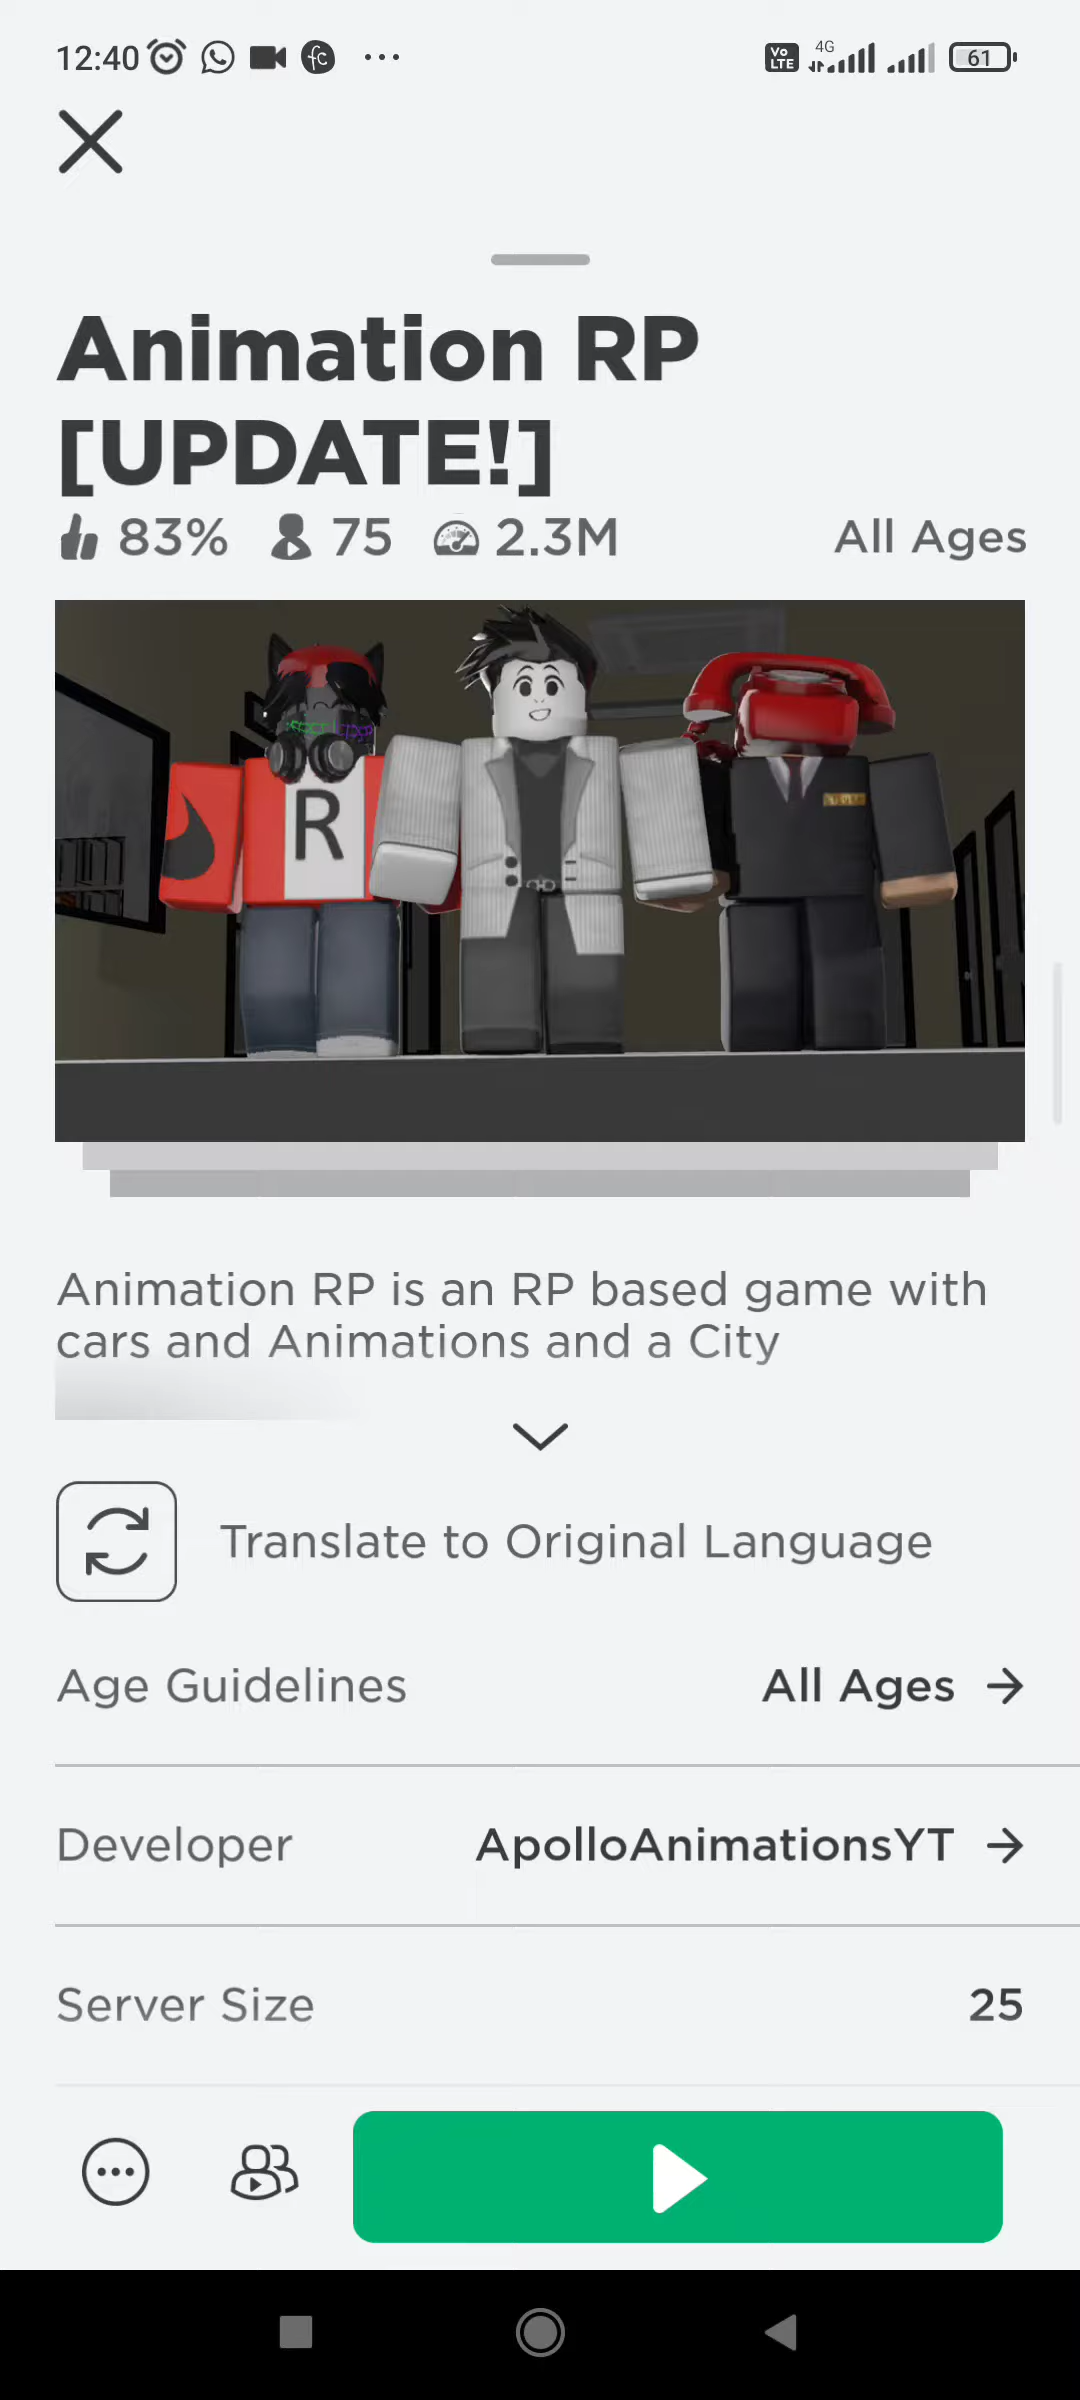 12:40
Vo LTE
4G
61
Animation RP
[UPDATE!]
83% 75 2.3M All Ages
R
Animation RP is an RP based game with
cars and Animations and a City
Translate to Original Language
Age Guidelines All Ages
Developer ApolloAnimationsYT
Server Size 25